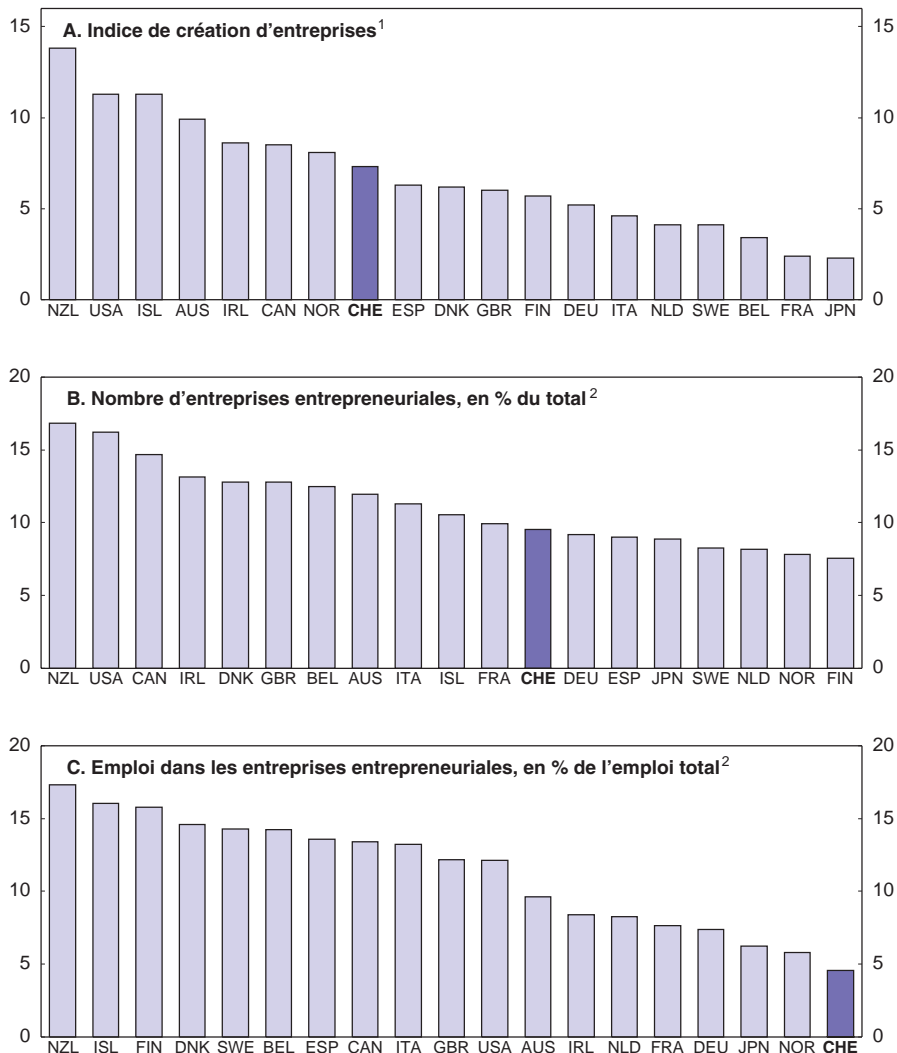 A. Indice de création d'entreprises1
15 15
10 10
5 5
0 0
NZL USA ISL AUS IRL CAN NOR CHE ESP DNK GBR FIN DEU ITA NLD SWE BEL FRA JPN
20 20
B. Nombre d'entreprises entrepreneuriales, en % du total 2
15 15
10 10
5 5
0 0
NZL USA CAN IRL DNK GBR BEL AUS ITA ISL FRA CHE DEU ESP JPN SWE NLD NOR FIN
20 20
C. Emploi dans les entreprises entrepreneuriales, en % de l'emploi total2
15 15
10 10
5 5
0 0
NZL ISL FIN DNK SWE BEL ESP CAN ITA GBR USA AUS IRL NLD FRA DEU JPN NOR CHE